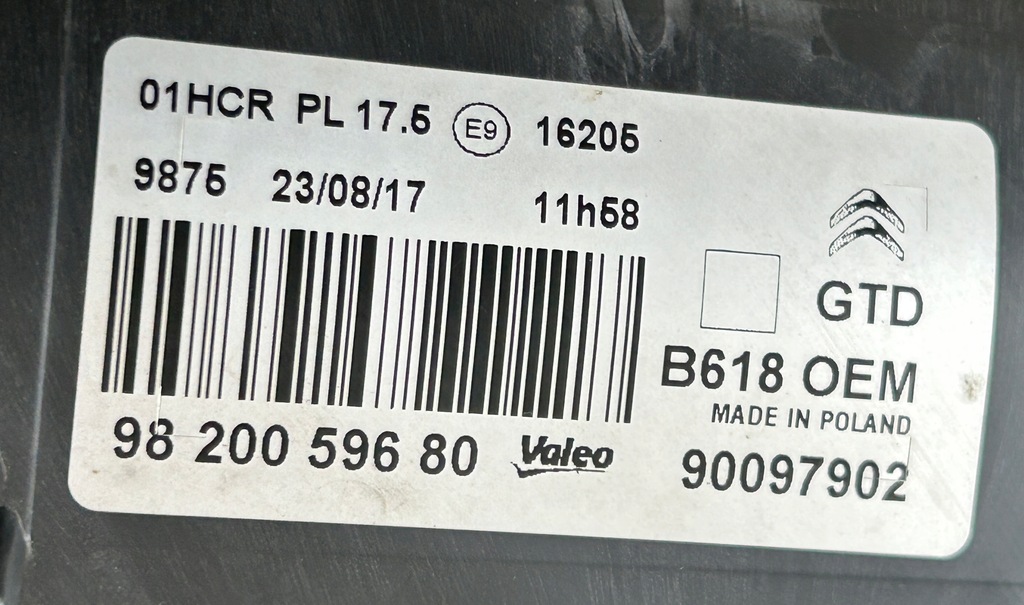 01HCR PL 17.5 E9 16205
9875 23/08/17 11h58
GTD
B618 OEM
MADE IN POLAND
98 200 596 80 Valeo 90097902